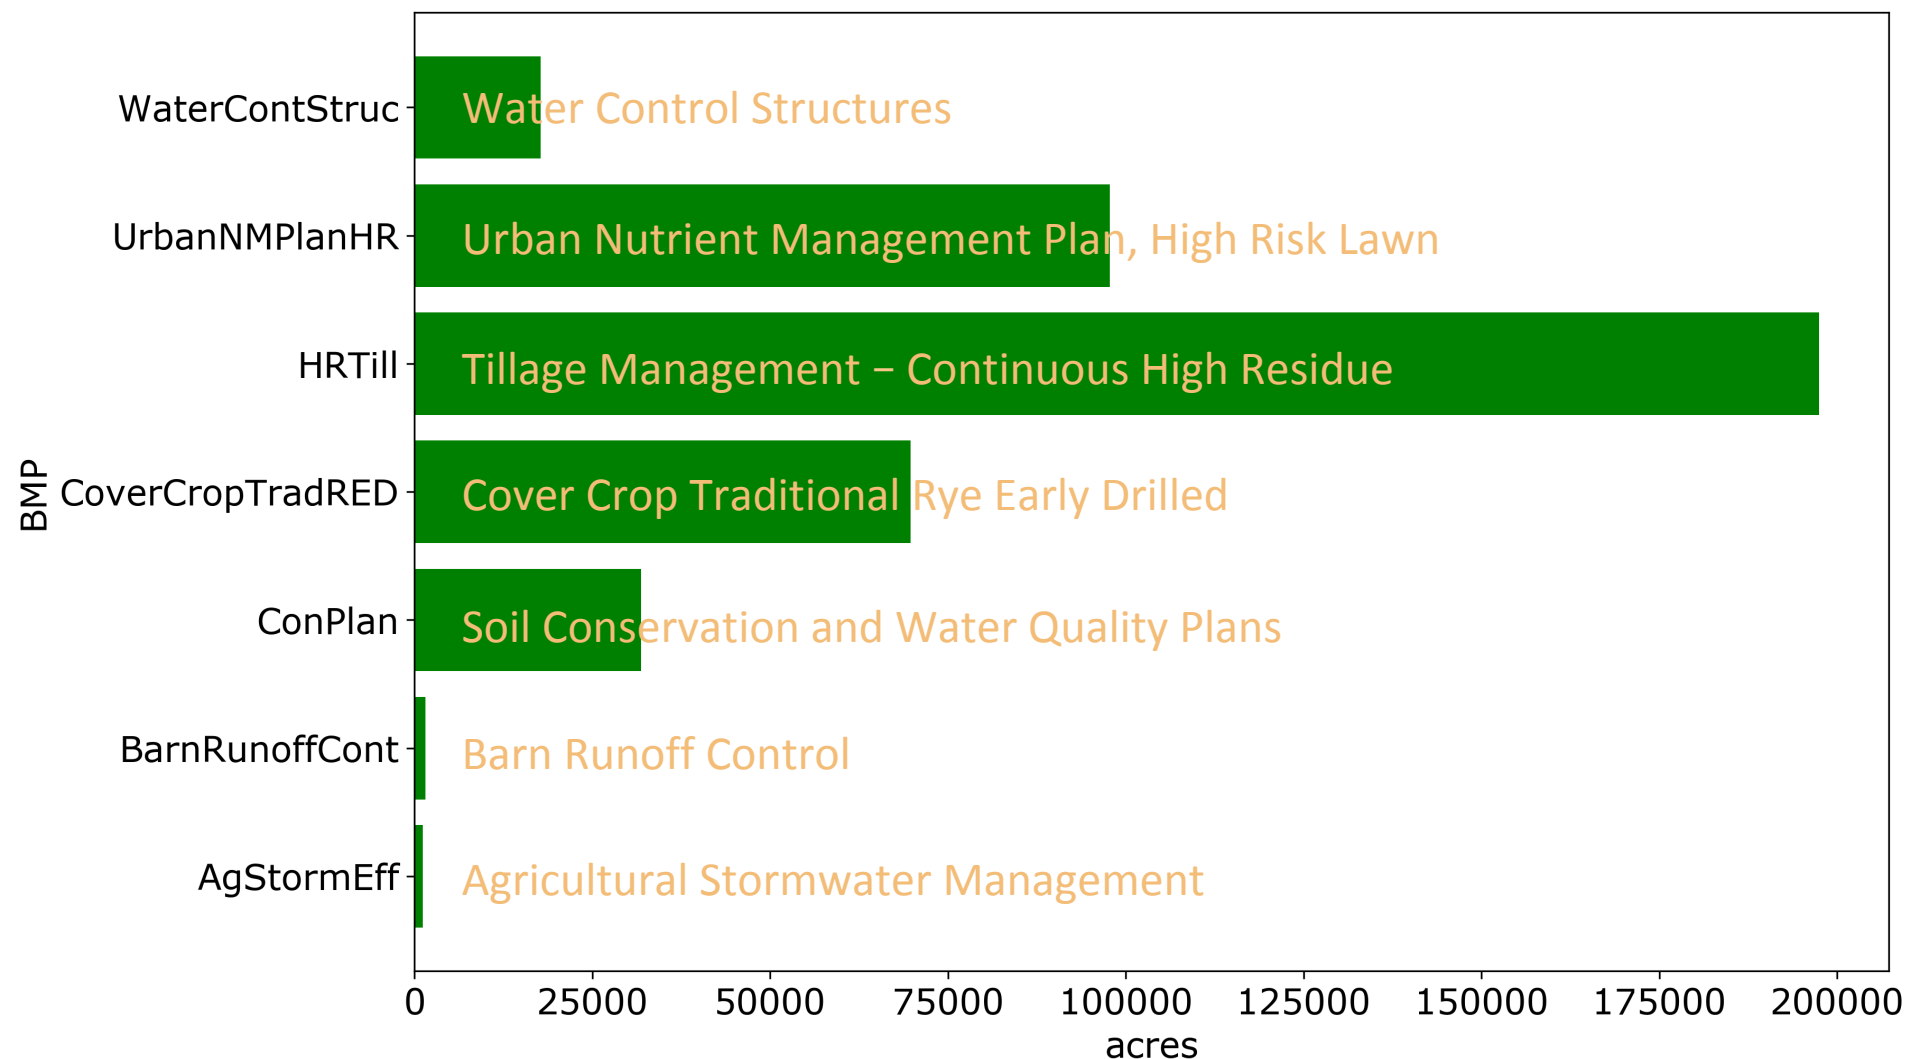 WaterContStruc
Water Control Structures
UrbanNMPlanHR
Urban Nutrient Management Plan, High Risk Lawn
HRTill
Tillage Management – Continuous High Residue
BMP
CoverCropTradRED
Cover Crop Traditional Rye Early Drilled
ConPlan
Soil Conservation and Water Quality Plans
BarnRunoffCont
Barn Runoff Control
AgStormEff
Agricultural Stormwater Management
0 25000 50000 75000 100000 125000 150000 175000 200000
acres